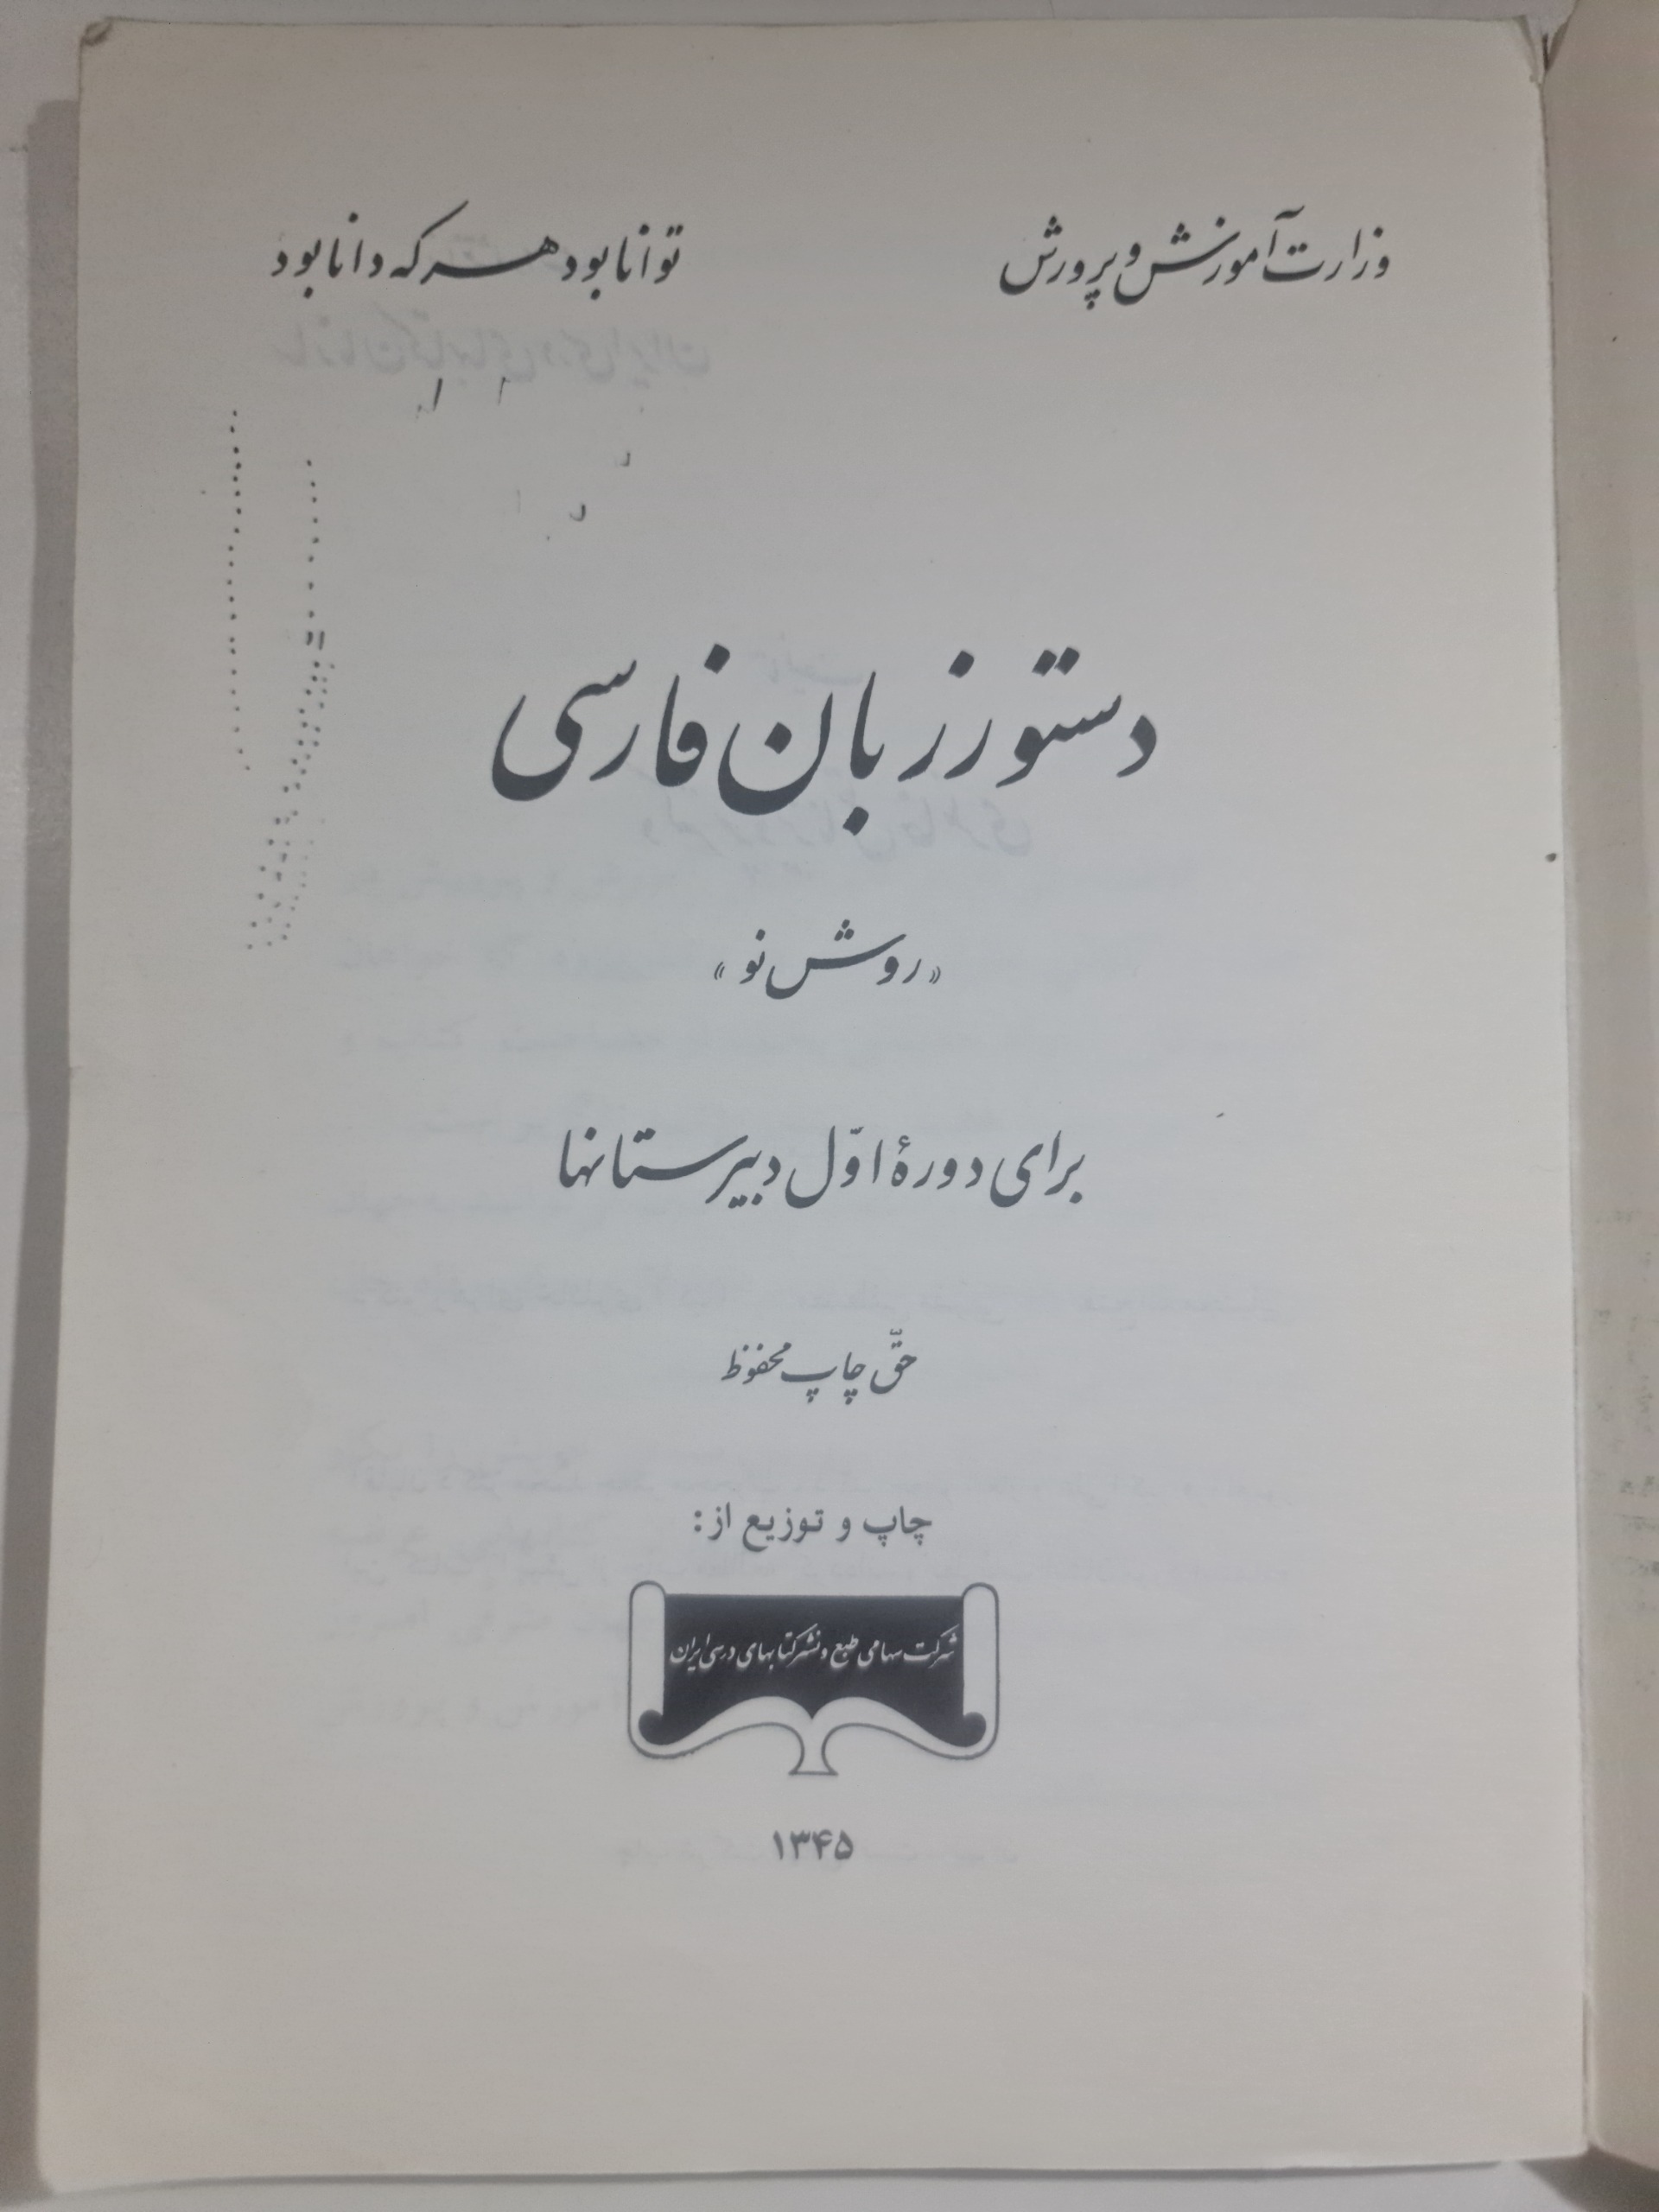 وزارت آموزش و پرورش
توانا بود هر که دانا بود
دستور زبان فارسی
«روش نو»
برای دورهٔ اوّل دبیرستانها
حقّ چاپ محفوظ
چاپ و توزیع از:
شرکت سهامی طبع و نشر کتابهای درسی ایران
۱۳۴۵